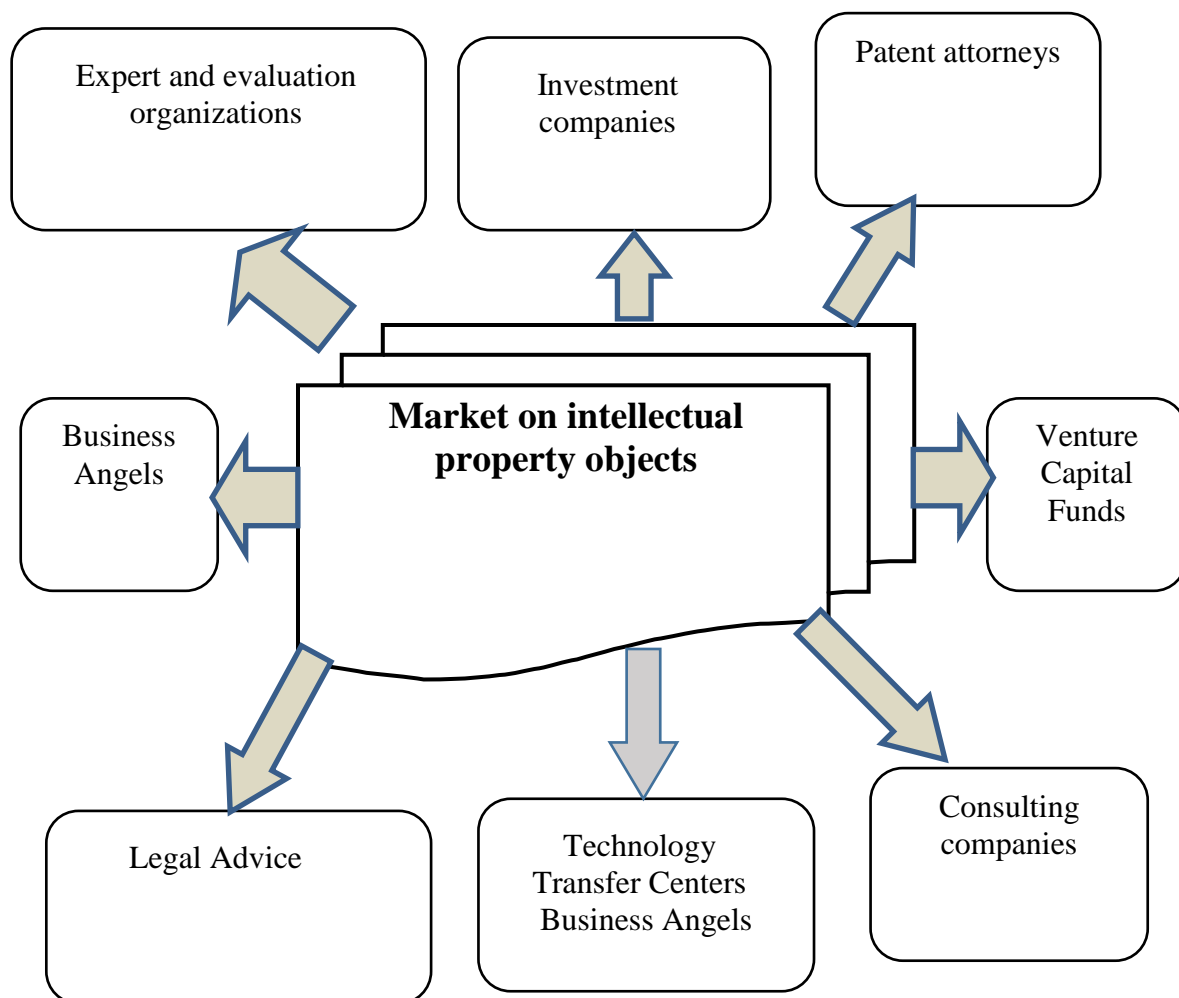 Expert and evaluation
organizations
Investment
companies
Patent attorneys
Market on intellectual
property objects
Business
Angels
Venture
Capital
Funds
Legal Advice
Technology
Transfer Centers
Business Angels
Consulting
companies